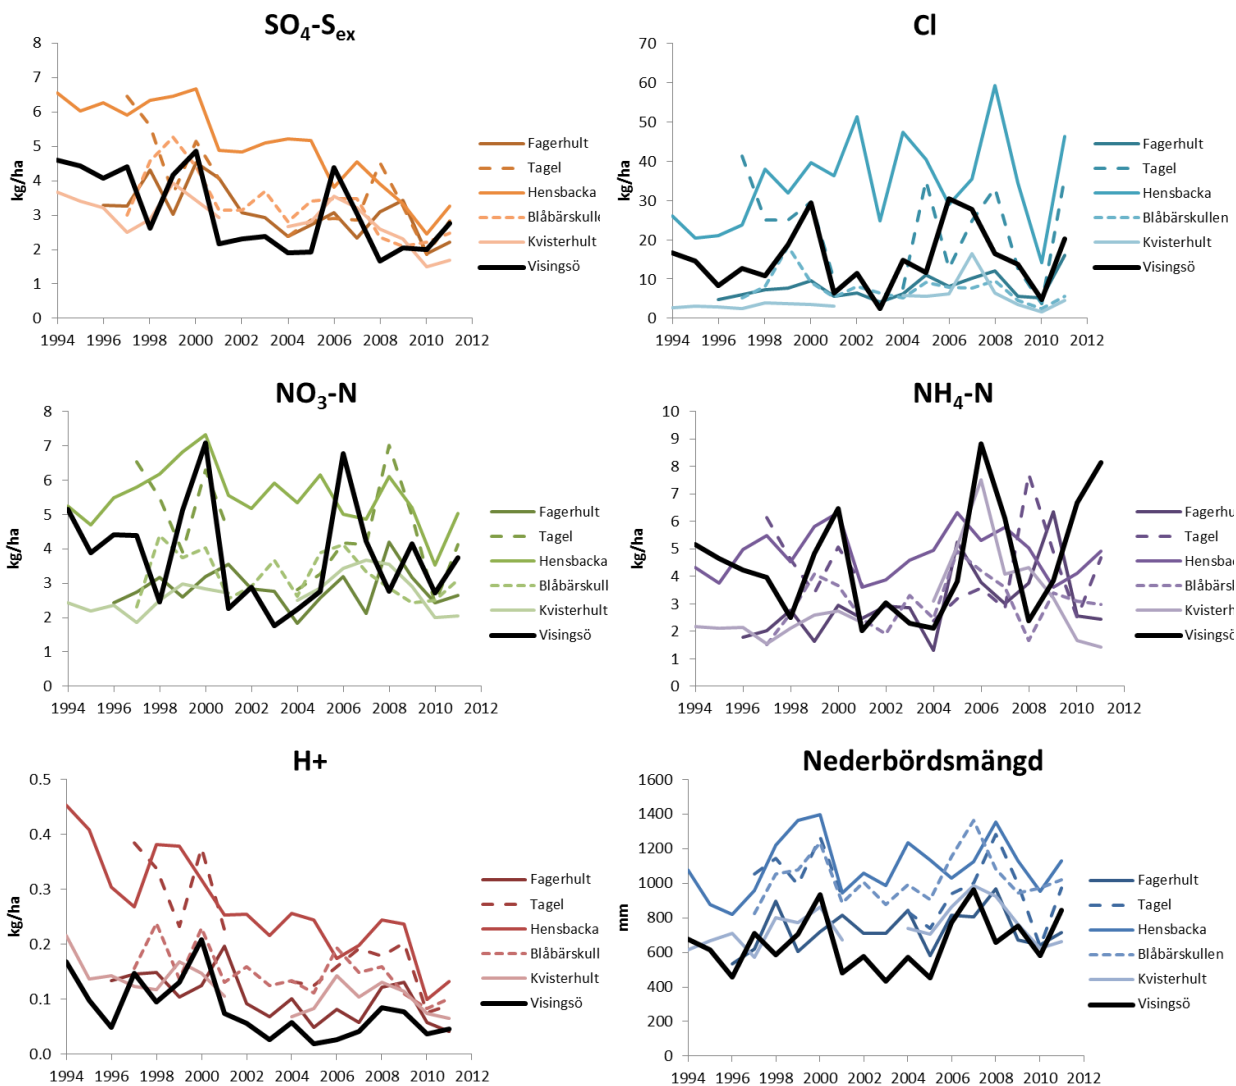 SO₄-Sₑₓ
8
7
6
5
4
3
2
1
0
kg/ha
1994 1996 1998 2000 2002 2004 2006 2008 2010 2012
Fagerhult
Tagel
Hensbacka
Blåbärskulle
Kvisterhult
Visingsö
Cl
70
60
50
40
30
20
10
0
kg/ha
1994 1996 1998 2000 2002 2004 2006 2008 2010 2012
Fagerhult
Tagel
Hensbacka
Blåbärskullen
Kvisterhult
Visingsö
NO₃-N
8
7
6
5
4
3
2
1
0
kg/ha
1994 1996 1998 2000 2002 2004 2006 2008 2010 2012
Fagerhult
Tagel
Hensbacka
Blåbärskull
Kvisterhult
Visingsö
NH₄-N
10
9
8
7
6
5
4
3
2
1
0
kg/ha
1994 1996 1998 2000 2002 2004 2006 2008 2010 2012
Fagerhu
Tagel
Hensbac
Blåbärsk
Kvisterh
Visingsö
H+
0.5
0.4
0.3
0.2
0.1
0.0
kg/ha
1994 1996 1998 2000 2002 2004 2006 2008 2010 2012
Fagerhult
Tagel
Hensbacka
Blåbärskull
Kvisterhult
Visingsö
Nederbördsmängd
1600
1400
1200
1000
800
600
400
200
0
mm
1994 1996 1998 2000 2002 2004 2006 2008 2010 2012
Fagerhult
Tagel
Hensbacka
Blåbärskullen
Kvisterhult
Visingsö